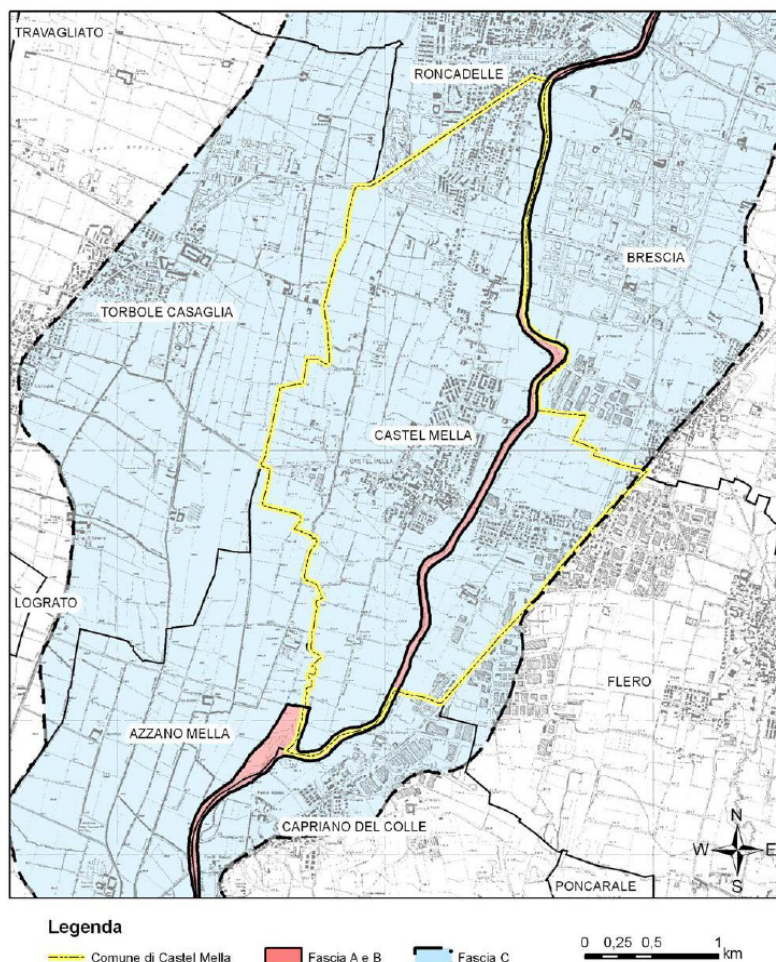 TRAVAGLIATO
RONCADELLE
BRESCIA
TORBOLE CASAGLIA
CASTEL MELLA
LOGRATO
FLERO
AZZANO MELLA
CAPRIANO DEL COLLE
PONCARALE
N
W E
S
Legenda
Comune di Castel Mella
Fascia A e B
Fascia C
0 0,25 0,5 1
km